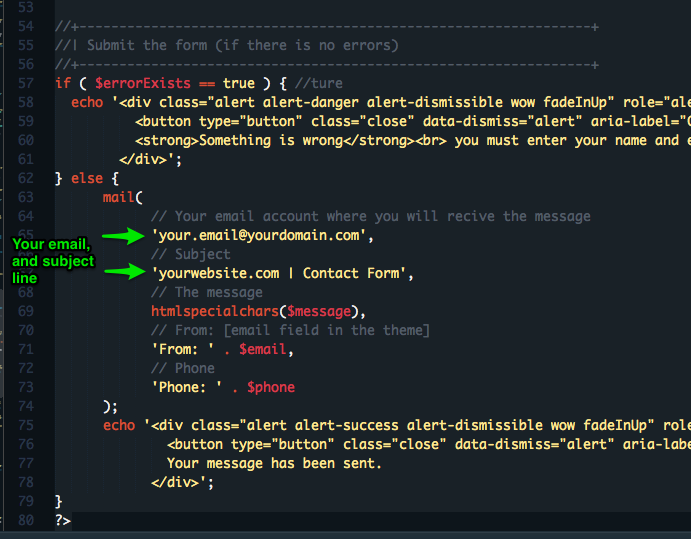 53
54 //+-----------------------------------------------------------------+
55 //| Submit the form (if there is no errors)
56 //+-----------------------------------------------------------------+
57 if ( $errorExists == true ) { //ture
58 echo '<div class="alert alert-danger alert-dismissible wow fadeInUp" role="ale
59 <button type="button" class="close" data-dismiss="alert" aria-label="C
60 <strong>Something is wrong</strong><br> you must enter your name and e
61 </div>';
62 } else {
63 mail(
64 // Your email account where you will recive the message
65 'your.email@yourdomain.com',
// Subject
'yourwebsite.com | Contact Form',
Your email,
and subject
line
68 // The message
69 htmlspecialchars($message),
70 // From: [email field in the theme]
71 'From: ' . $email,
72 // Phone
73 'Phone: ' . $phone
74 );
75 echo '<div class="alert alert-success alert-dismissible wow fadeInUp" role
76 <button type="button" class="close" data-dismiss="alert" aria-labe
77 Your message has been sent.
78 </div>';
79 }
80 ?>